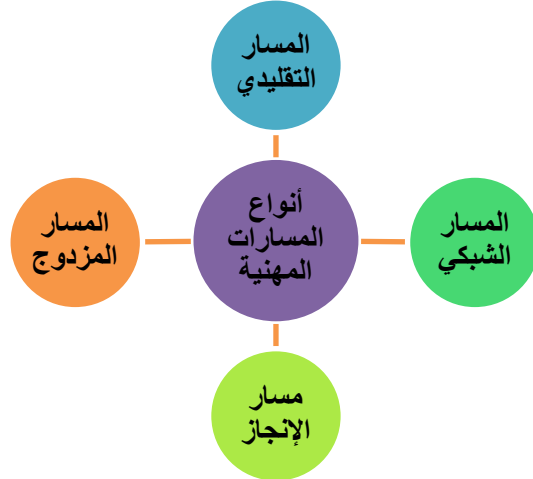 المسار
التقليدي
أنواع
المسارات
المهنية
المسار
الشبكي
المسار
المزدوج
مسار
الإنجاز